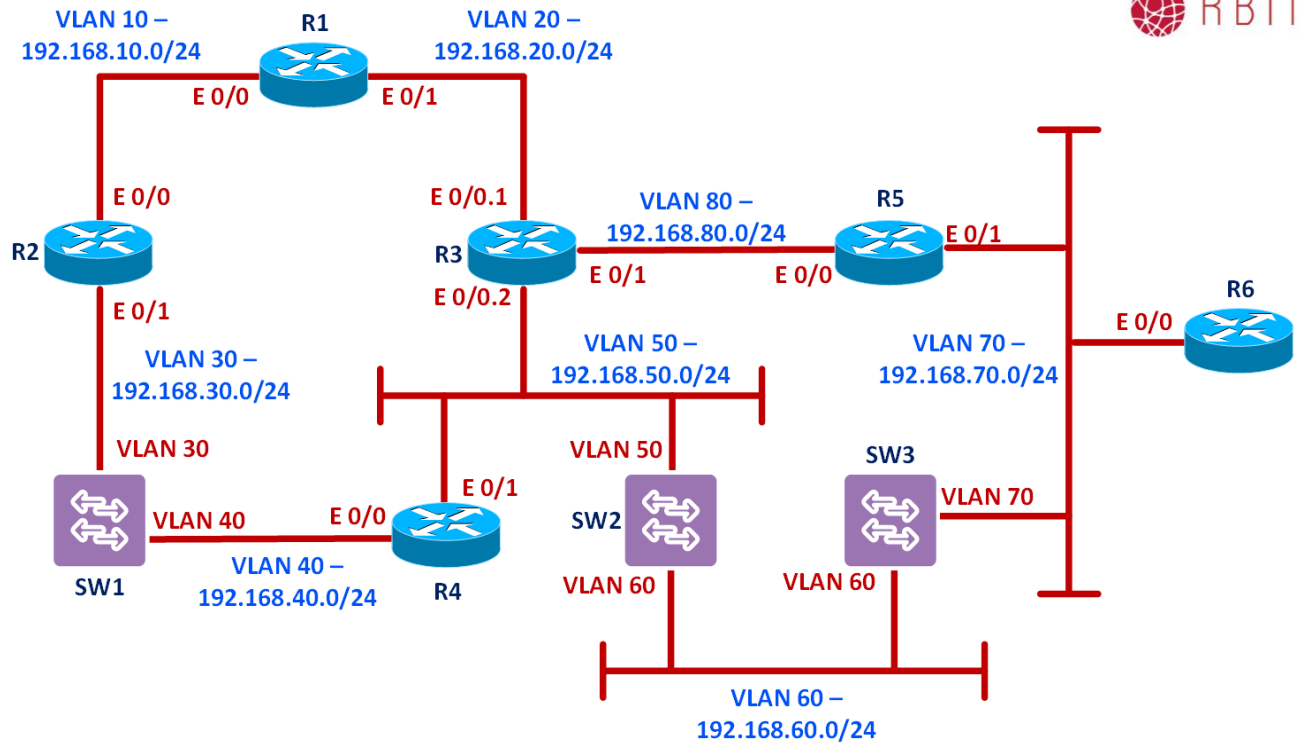 VLAN 10 –
192.168.10.0/24
R1
VLAN 20 –
192.168.20.0/24
RBIT
E 0/0
E 0/1
E 0/0
E 0/0.1
VLAN 80 –
192.168.80.0/24
R5
R2
R3
E 0/1
E 0/1
E 0/0.2
E 0/1
E 0/0
R6
E 0/0
VLAN 30 –
192.168.30.0/24
VLAN 50 –
192.168.50.0/24
VLAN 70 –
192.168.70.0/24
VLAN 30
VLAN 50
SW3
E 0/1
VLAN 70
VLAN 40
E 0/0
SW2
SW1
VLAN 40 –
192.168.40.0/24
R4
VLAN 60
VLAN 60
VLAN 60 –
192.168.60.0/24